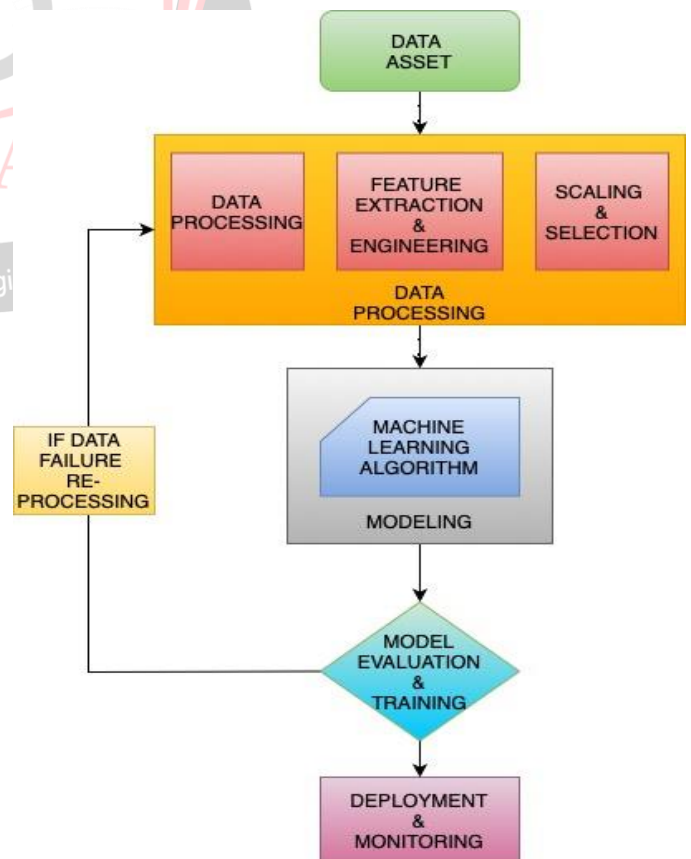 DATA
ASSET
DATA
PROCESSING
FEATURE
EXTRACTION
&
ENGINEERING
SCALING
&
SELECTION
DATA
PROCESSING
MACHINE
LEARNING
ALGORITHM
MODELING
IF DATA
FAILURE
RE-
PROCESSING
MODEL
EVALUATION
&
TRAINING
DEPLOYMENT
&
MONITORING